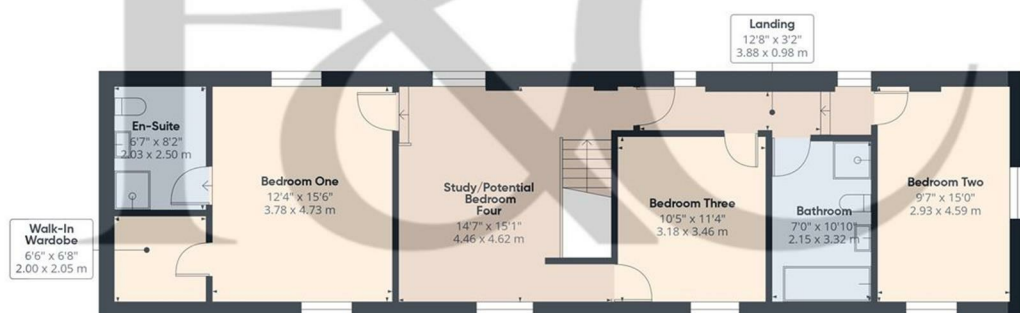 Landing
12'8" x 3'2"
3.88 x 0.98 m
En-Suite
6'7" x 8'2"
2.03 x 2.50 m
Bedroom One
12'4" x 15'6"
3.78 x 4.73 m
Study/Potential
Bedroom
Four
14'7" x 15'1"
4.46 x 4.62 m
Bedroom Three
10'5" x 11'4"
3.18 x 3.46 m
Bathroom
7'0" x 10'10"
2.15 x 3.32 m
Bedroom Two
9'7" x 15'0"
2.93 x 4.59 m
Walk-In
Wardobe
6'6" x 6'8"
2.00 x 2.05 m
F&C